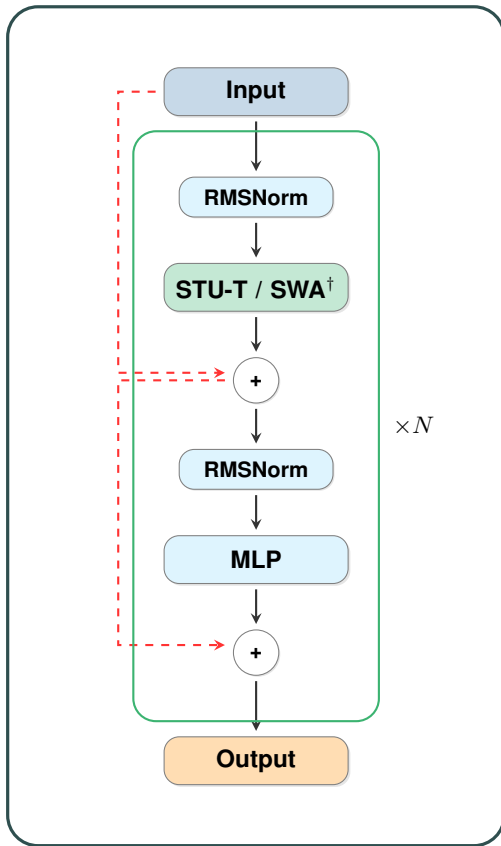 Input
RMSNorm
STU-T / SWA†
+
×N
RMSNorm
MLP
+
Output